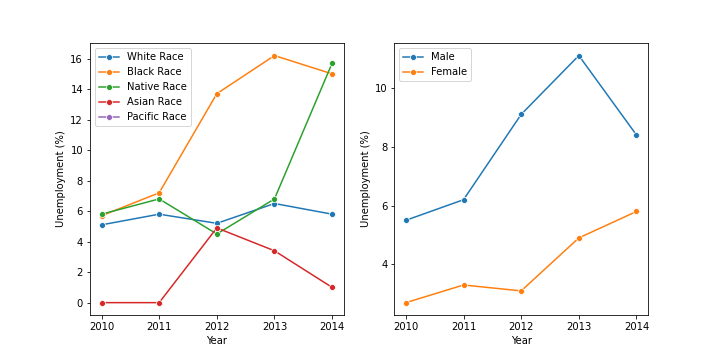 White Race
Black Race
Native Race
Asian Race
Pacific Race
16
14
12
10
8
6
4
2
0
Unemployment (%)
2010 2011 2012 2013 2014
Year
Male
Female
10
8
6
4
Unemployment (%)
2010 2011 2012 2013 2014
Year